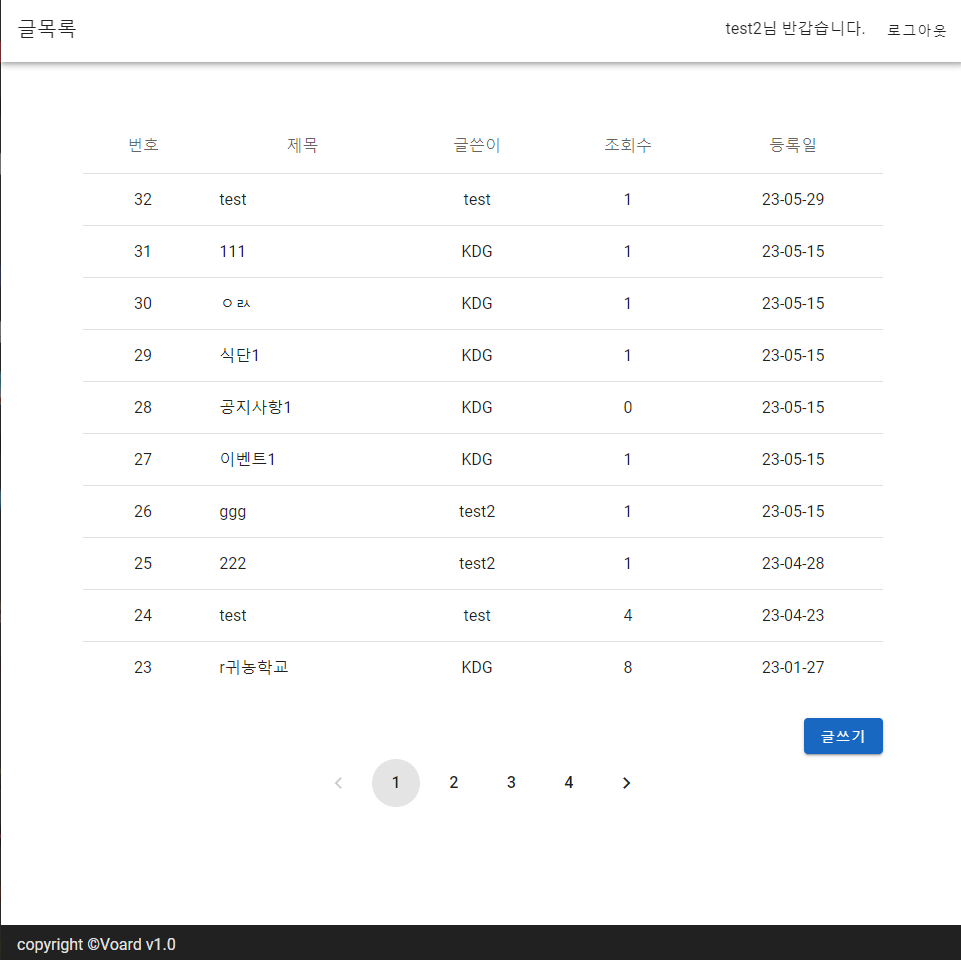 글목록 test2님 반갑습니다. 로그아웃
번호 제목 글쓴이 조회수 등록일
32 test test 1 23-05-29
31 111 KDG 1 23-05-15
30 ㅇㄽ KDG 1 23-05-15
29 식단1 KDG 1 23-05-15
28 공지사항1 KDG 0 23-05-15
27 이벤트1 KDG 1 23-05-15
26 ggg test2 1 23-05-15
25 222 test2 1 23-04-28
24 test test 4 23-04-23
23 r귀농학교 KDG 8 23-01-27
글쓰기
1 2 3 4
copyright ©Voard v1.0